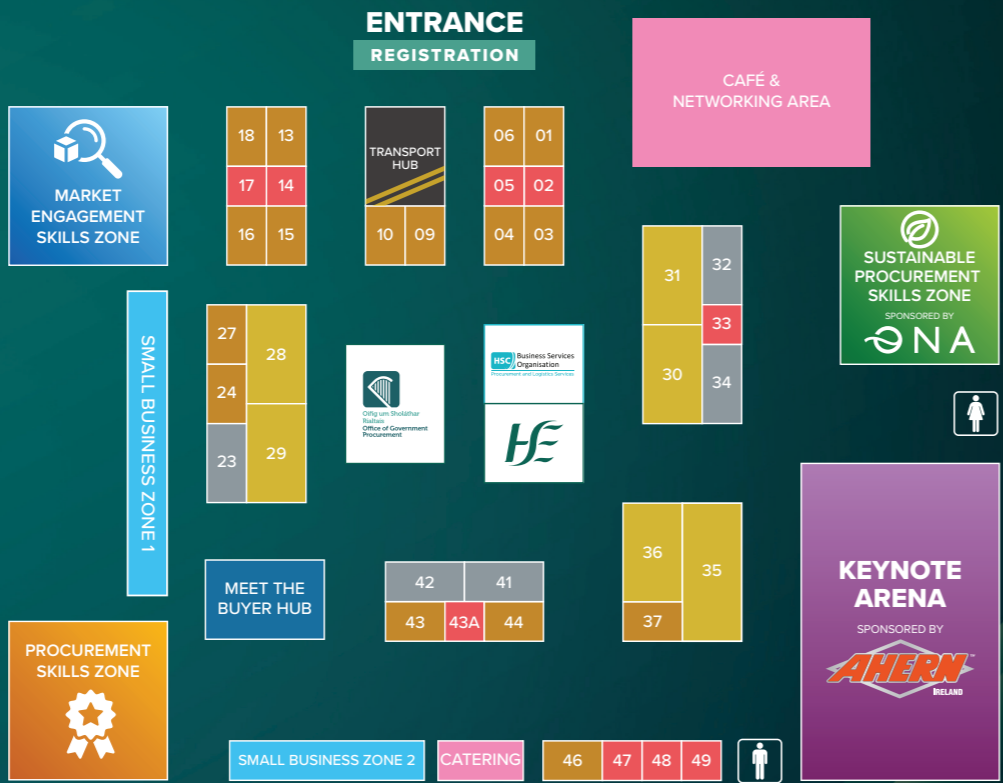 ENTRANCE
REGISTRATION
CAFÉ &
NETWORKING AREA
MARKET
ENGAGEMENT
SKILLS ZONE
18 13
17 14
16 15
TRANSPORT
HUB
10 09
06 01
05 02
04 03
31 32
33
30 34
SUSTAINABLE
PROCUREMENT
SKILLS ZONE
SPONSORED BY
ONA
SMALL BUSINESS ZONE 1
27 28
24
23 29
Oifig um Sholáthar
Rialtais
Office of Government
Procurement
HSC Business Services
Organisation
Procurement and Logistics Services
HSE
MEET THE
BUYER HUB
42 41
43 43A 44
36 35
37
KEYNOTE
ARENA
SPONSORED BY
AHERN™
IRELAND
PROCUREMENT
SKILLS ZONE
SMALL BUSINESS ZONE 2
CATERING
46 47 48 49